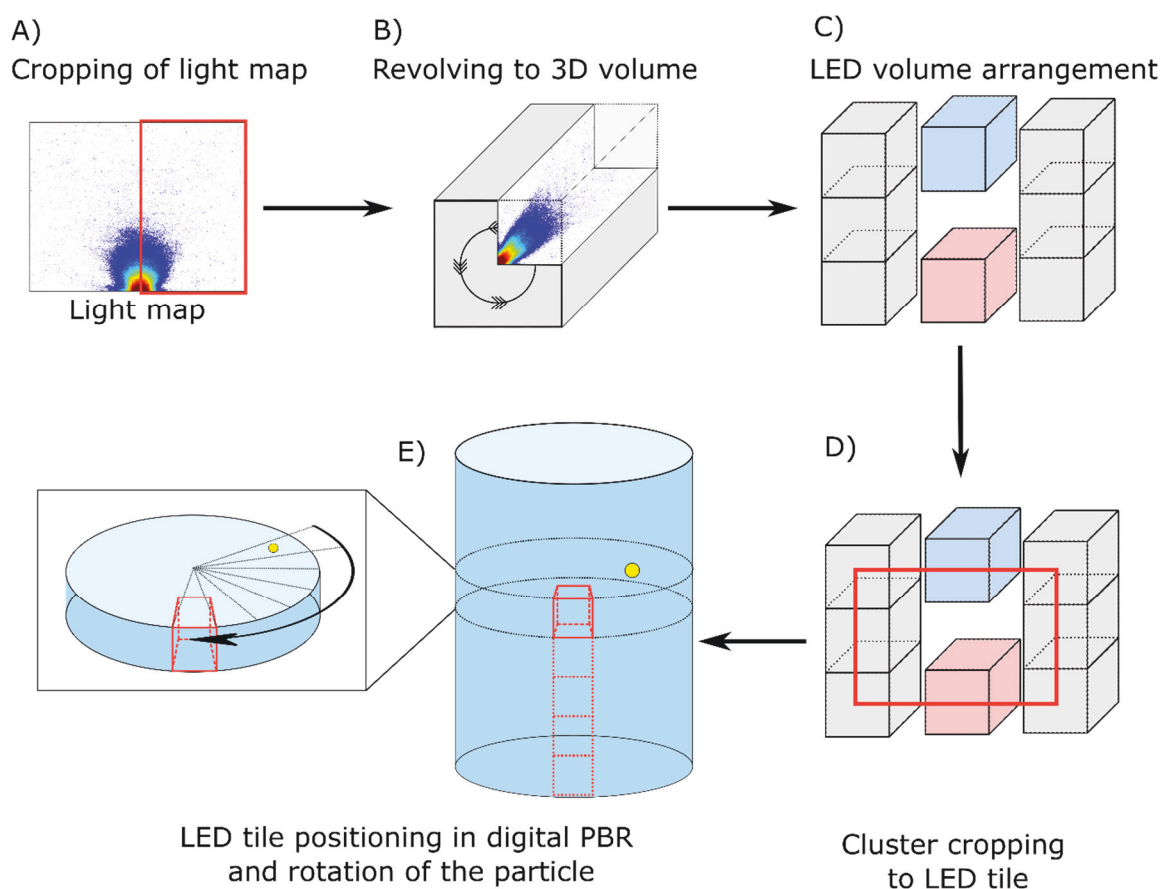 A)
Cropping of light map
Light map
B)
Revolving to 3D volume
C)
LED volume arrangement
D)
Cluster cropping
to LED tile
E)
LED tile positioning in digital PBR
and rotation of the particle